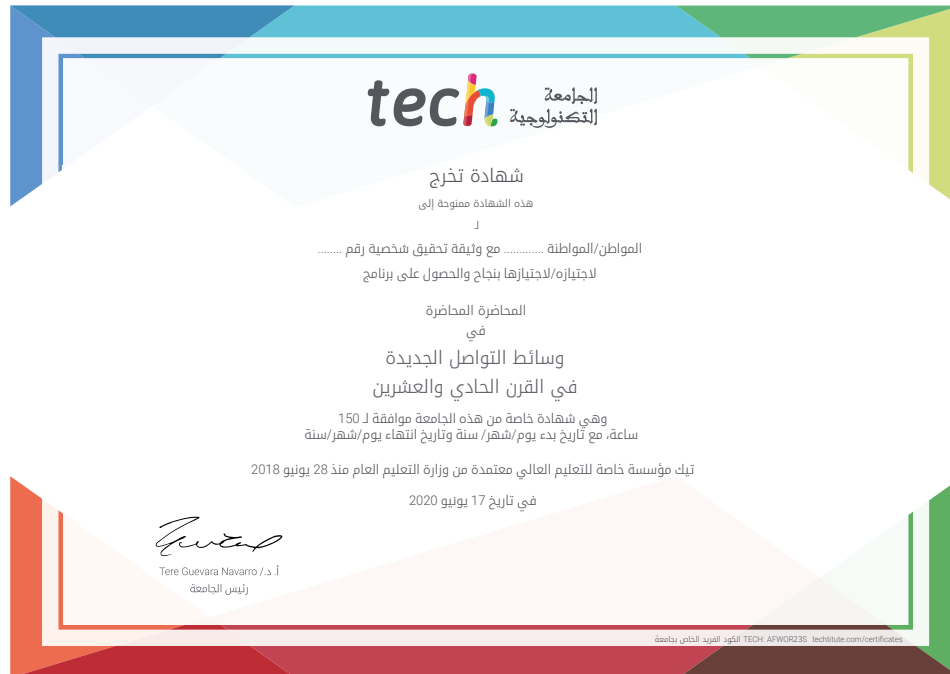 tech الجامعة
التكنولوجية
شهادة تخرج
هذه الشهادة ممنوحة إلى
لـ
المواطن/المواطنة ............. مع وثيقة تحقيق شخصية رقم ........
لاجتيازه/لاجتيازها بنجاح والحصول على برنامج
المحاضرة المحاضرة
في
وسائط التواصل الجديدة
في القرن الحادي والعشرين
وهي شهادة خاصة من هذه الجامعة موافقة لـ 150
ساعة، مع تاريخ بدء يوم/شهر/ سنة وتاريخ انتهاء يوم/شهر/سنة
تيك مؤسسة خاصة للتعليم العالي معتمدة من وزارة التعليم العام منذ 28 يونيو 2018
في تاريخ 17 يونيو 2020
أ. د./ Tere Guevara Navarro
رئيس الجامعة
الكود الفريد الخاص بجامعة TECH: AFWOR23S techtitute.com/certificates